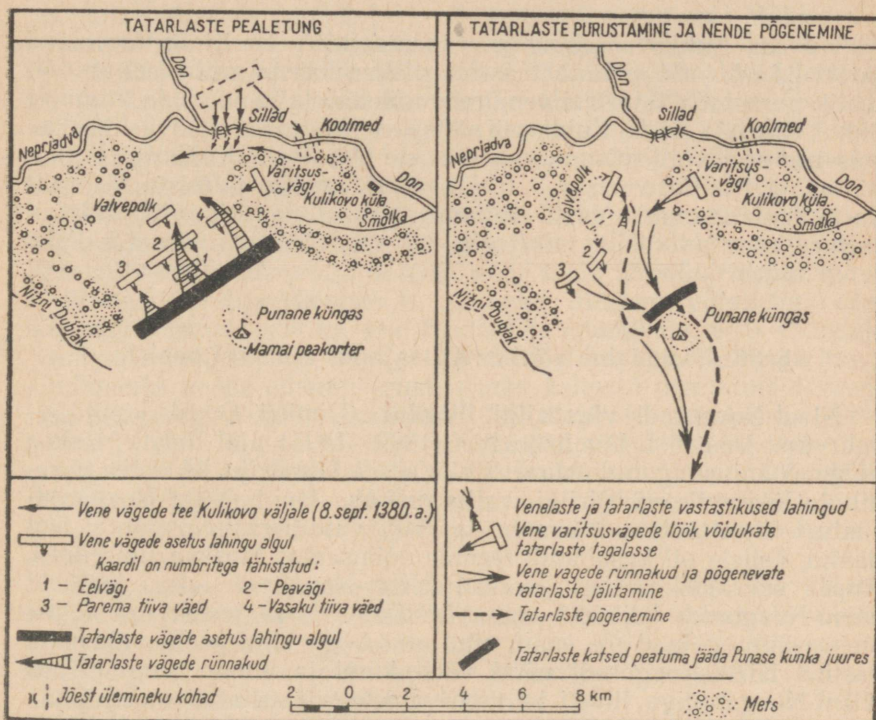 TATARLASTE PEALETUNG
Don
Sillad
Koolmed
Neprjadva
Varitsus-
vägi
Don
Kulikovo küla
Smolka
Valvepolk
4
2
3
1
Nižni Dubjak
Punane küngas
Mamai peakorter
TATARLASTE PURUSTAMINE JA NENDE PÕGENEMINE
Don
Sillad
Koolmed
Neprjadva
Varitsus-
vägi
Don
Kulikovo küla
Smolka
Valvepolk
2
3
Nižni Dubjak
Punane küngas
Vene vägede tee Kulikovo väljale (8. sept. 1380. a.)
Vene vägede asetus lahingu algul
Kaardil on numbritega tähistatud:
1 - Eelvägi 2 - Peavägi
3 - Parema tiiva väed 4 - Vasaku tiiva väed
Tatarlaste vägede asetus lahingu algul
Tatarlaste vägede rünnakud
Venelaste ja tatarlaste vastastikused lahingud
Vene varitsusvägede löök võidukate
tatarlaste tagalasse
Vene vägede rünnakud ja põgenevate
tatarlaste jälitamine
Tatarlaste põgenemine
Tatarlaste katsed peatuma jääda Punase künka juures
Jõest ülemineku kohad
2 0 2 4 6 8 km
Mets